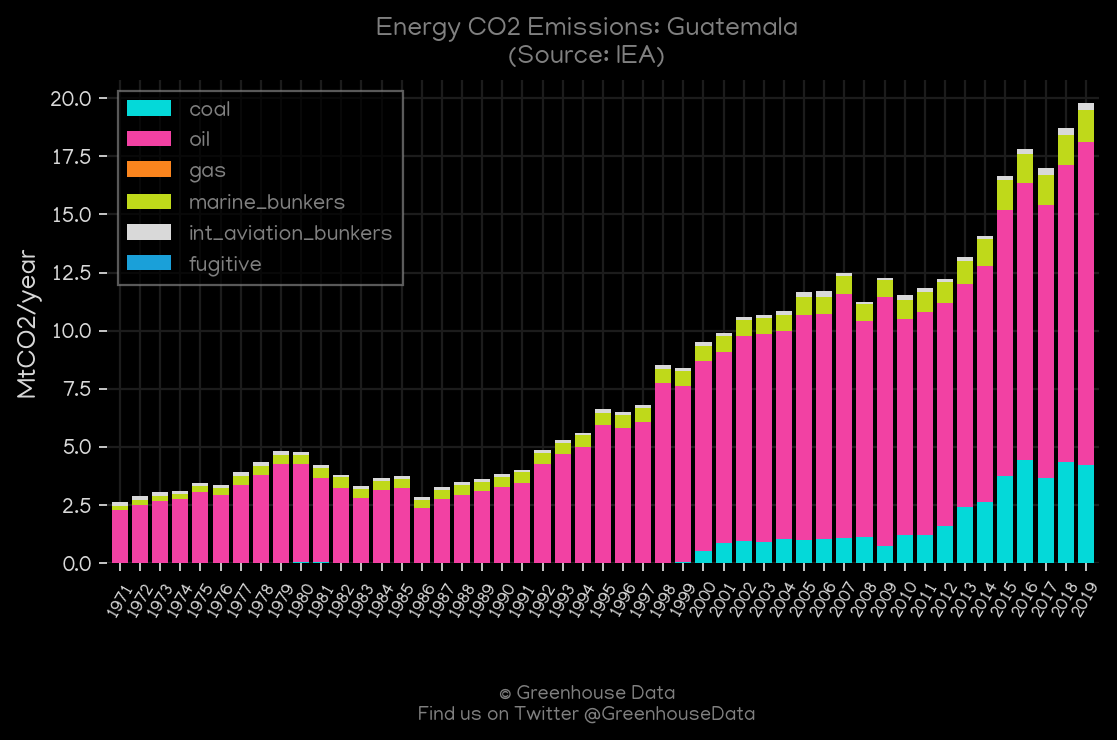 Energy CO2 Emissions: Guatemala
(Source: IEA)
coal
oil
gas
marine_bunkers
int_aviation_bunkers
fugitive
MtCO2/year
20.0
17.5
15.0
12.5
10.0
7.5
5.0
2.5
0.0
1971 1972 1973 1974 1975 1976 1977 1978 1979 1980 1981 1982 1983 1984 1985 1986 1987 1988 1989 1990 1991 1992 1993 1994 1995 1996 1997 1998 1999 2000 2001 2002 2003 2004 2005 2006 2007 2008 2009 2010 2011 2012 2013 2014 2015 2016 2017 2018 2019
© Greenhouse Data
Find us on Twitter @GreenhouseData